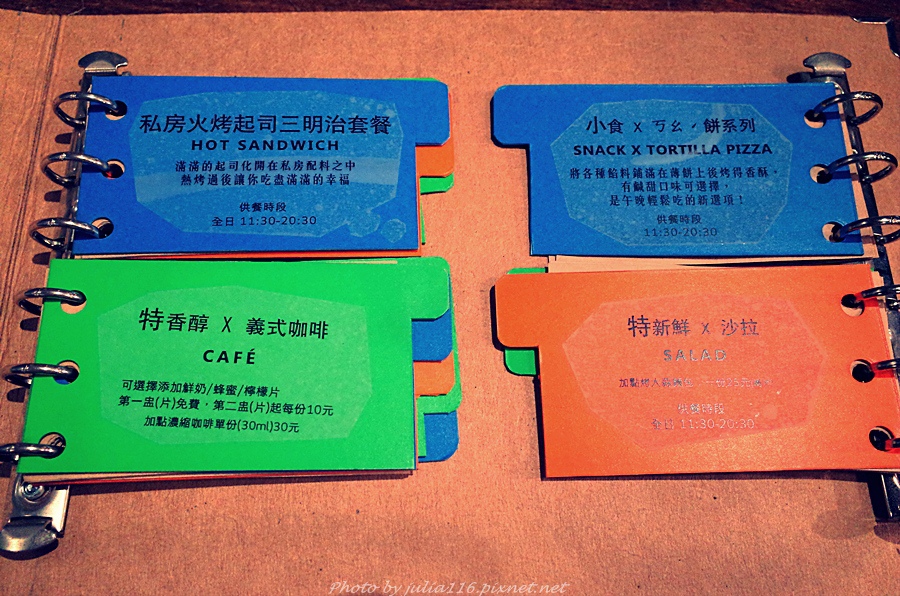 私房火烤起司三明治套餐
HOT SANDWICH
滿滿的起司化開在私房配料之中
熱烤過後讓你吃盡滿滿的幸福
供餐時段
全日 11:30-20:30
小食 X ㄎㄠˊ餅系列
SNACK X TORTILLA PIZZA
將各種餡料鋪滿在薄餅上後烤得香酥，
有鹹甜口味可選擇，
是午晚輕鬆吃的新選項！
供餐時段
11:30-20:30
特香醇 X 義式咖啡
CAFÉ
可選擇添加鮮奶/蜂蜜/檸檬片
第一盅(片)免費，第二盅(片)起每份10元
加點濃縮咖啡單份(30ml)30元
特新鮮 x 沙拉
SALAD
供餐時段
全日 11:30-20:30
Photo by julia116.pixnet.net